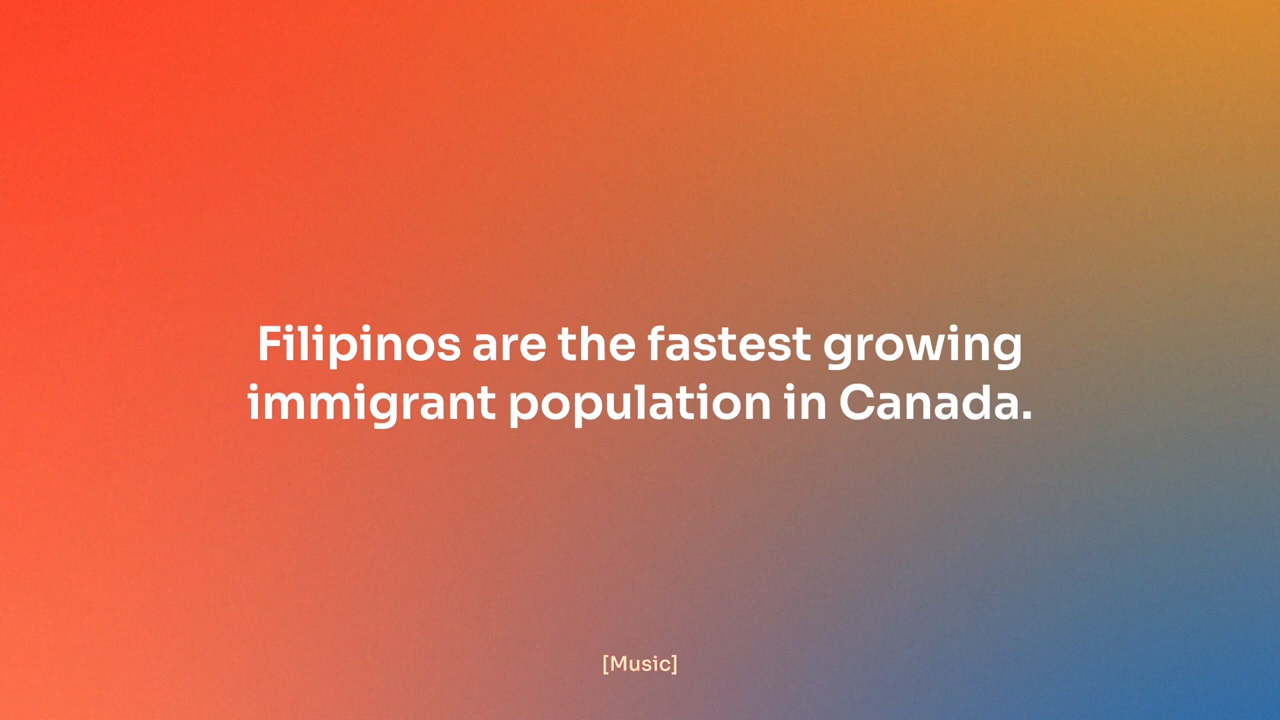 Filipinos are the fastest growing
immigrant population in Canada.
[Music]